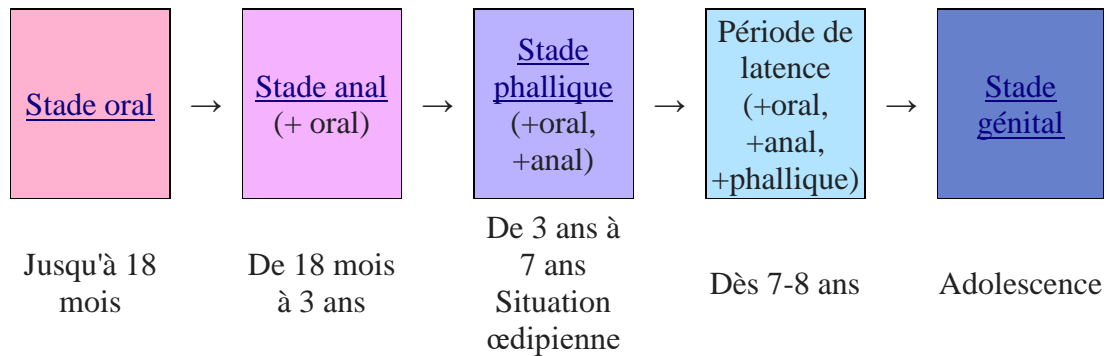 Stade oral
→
Stade anal
(+ oral)
→
Stade
phallique
(+oral,
+anal)
→
Période de
latence
(+oral,
+anal,
+phallique)
→
Stade
génital
Jusqu'à 18
mois
De 18 mois
à 3 ans
De 3 ans à
7 ans
Situation
œdipienne
Dès 7-8 ans
Adolescence